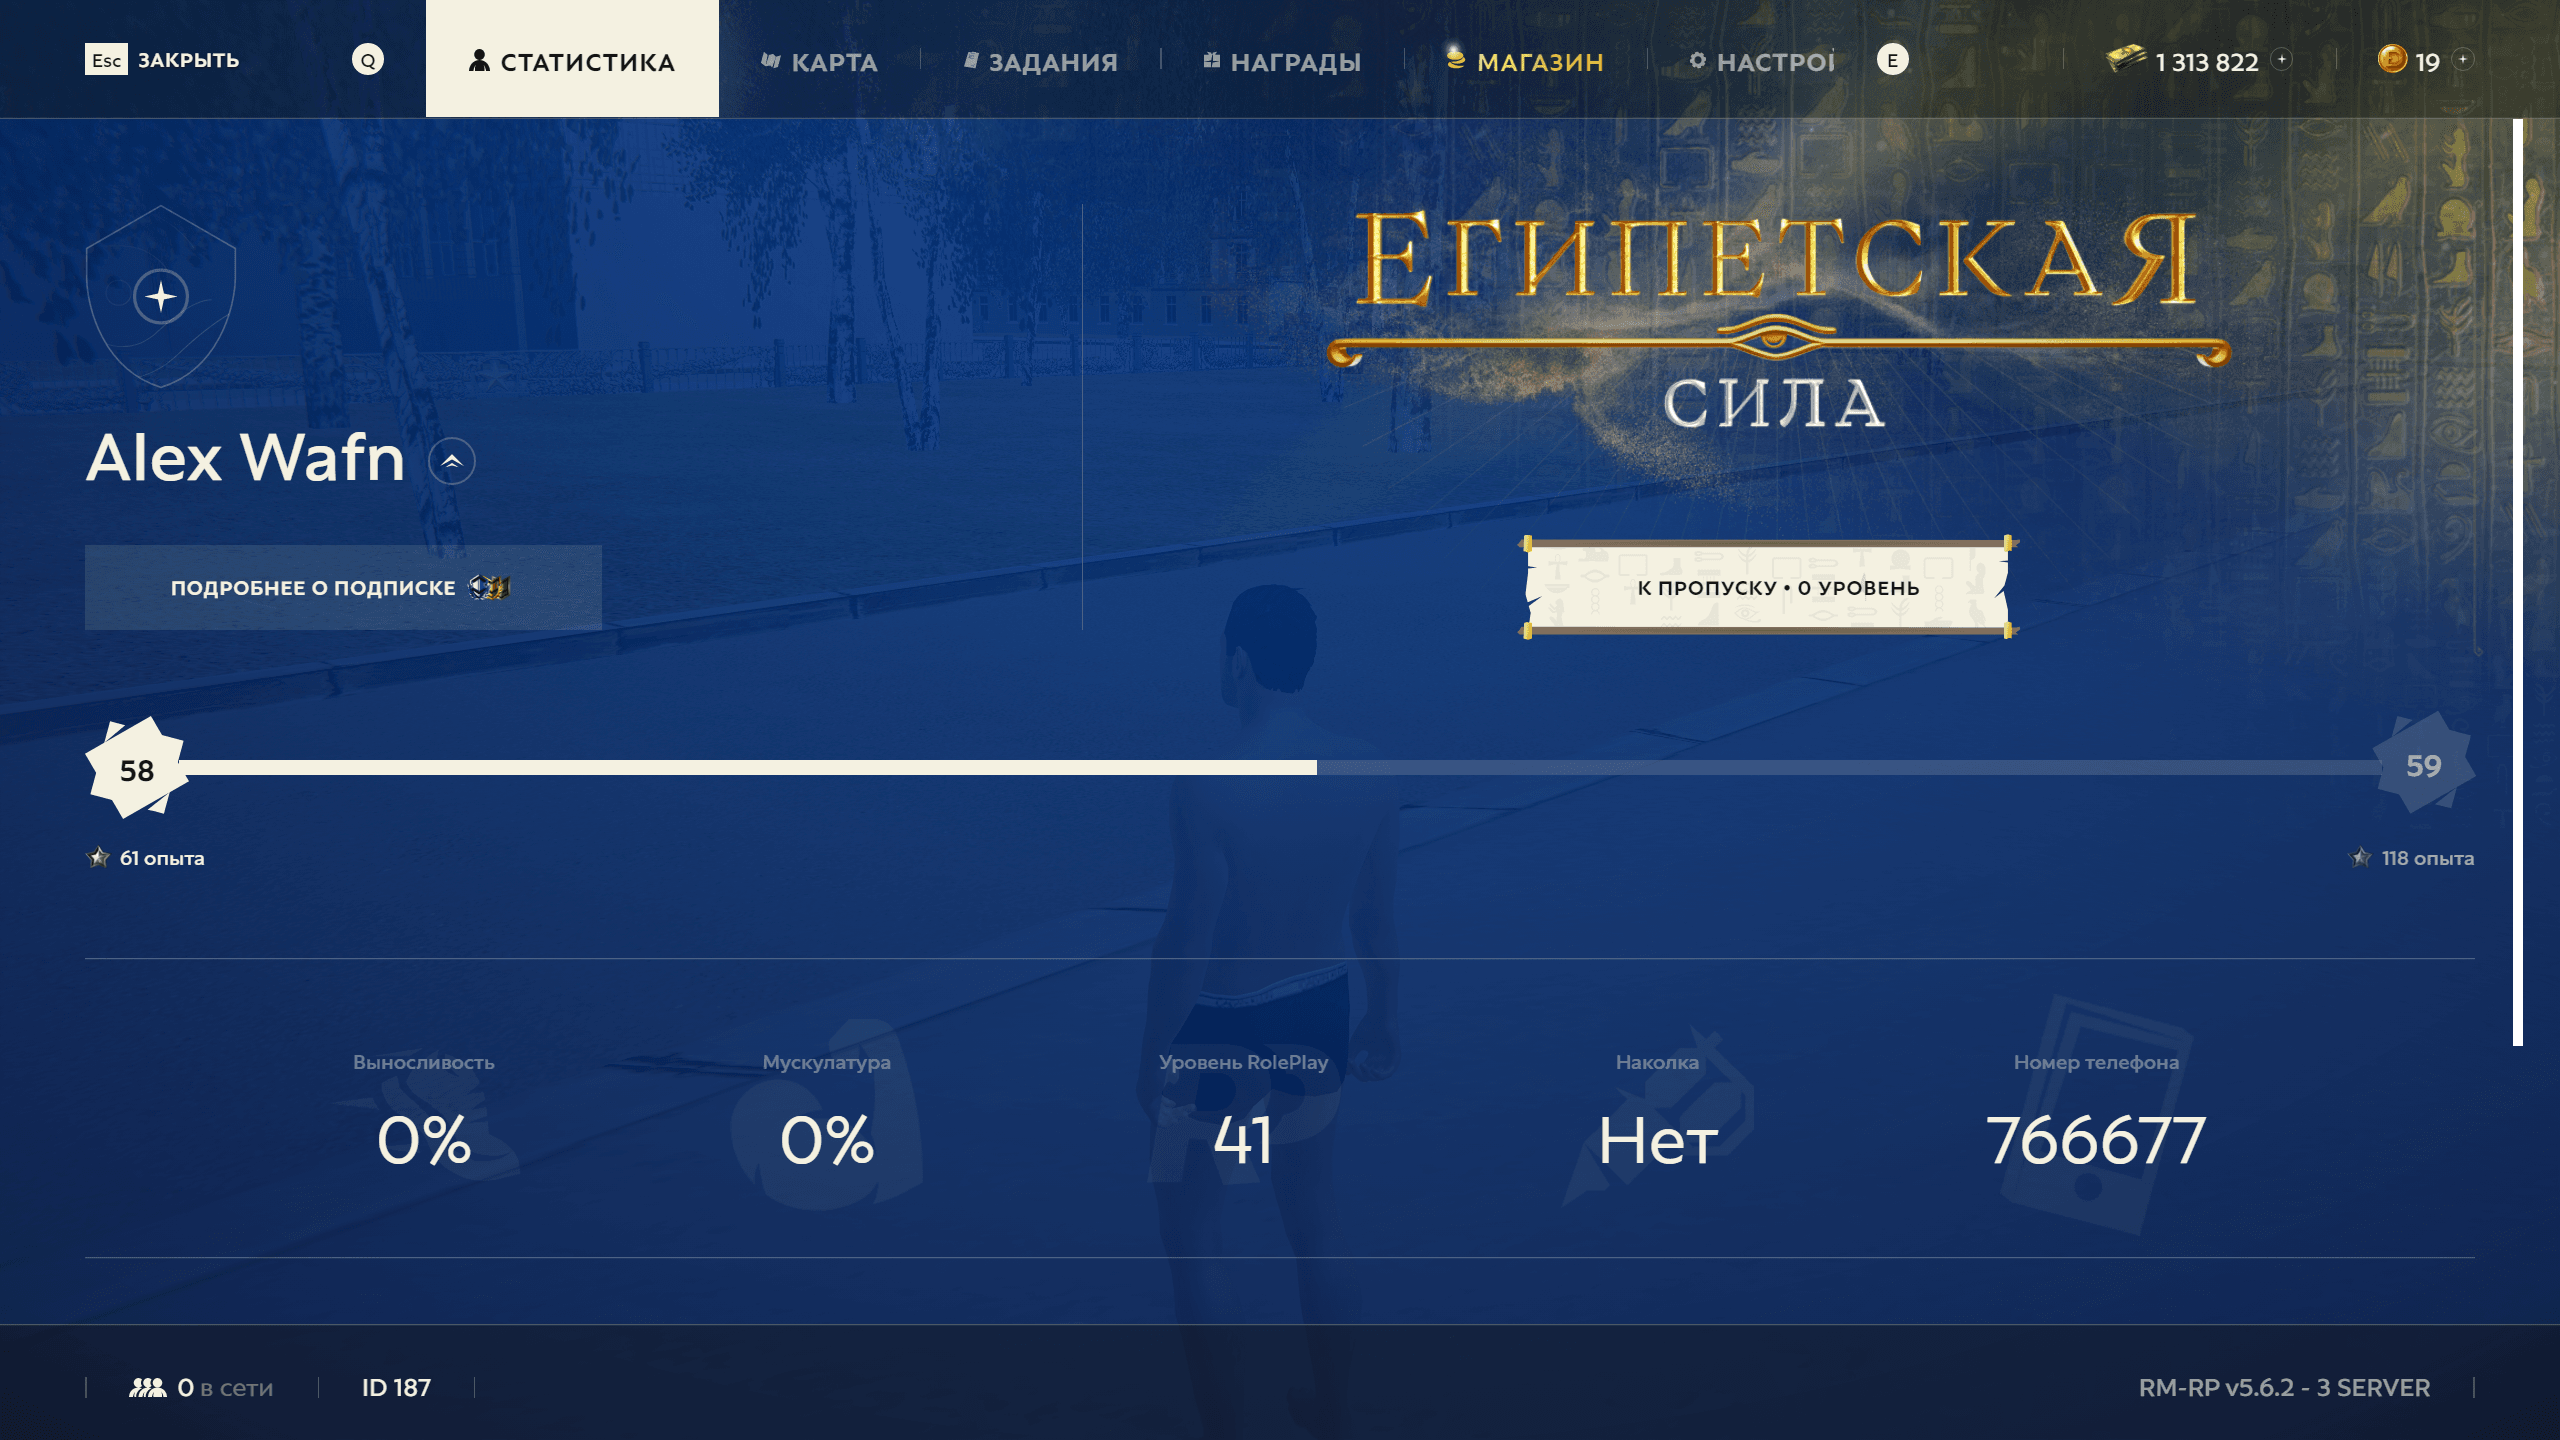 Esc ЗАКРЫТЬ Q СТАТИСТИКА КАРТА ЗАДАНИЯ НАГРАДЫ МАГАЗИН НАСТРОЙ E 1 313 822 + 19 +
ЕГИПЕТСКАЯ
СИЛА
Alex Wafn
ПОДРОБНЕЕ О ПОДПИСКЕ
К ПРОПУСКУ • 0 УРОВЕНЬ
58 59
61 опыта 118 опыта
Выносливость Мускулатура Уровень RolePlay Наколка Номер телефона
0% 0% 41 Нет 766677
0 в сети ID 187 RM-RP v5.6.2 - 3 SERVER